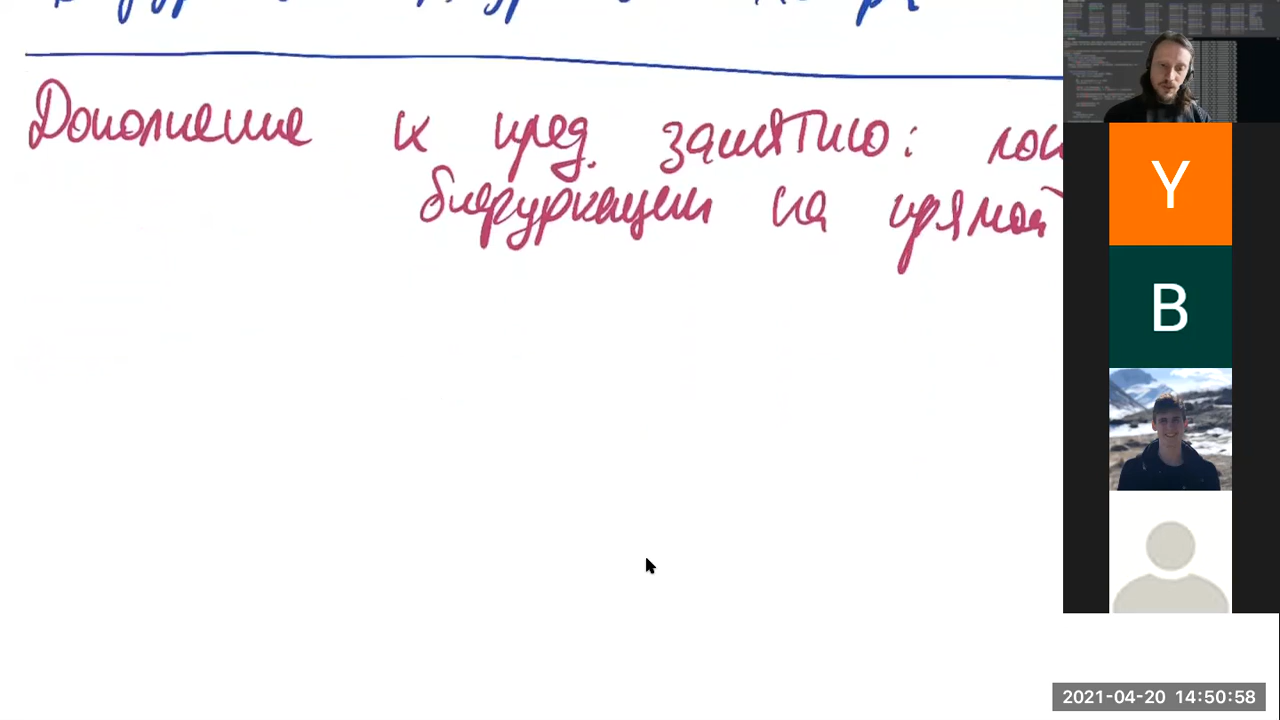 Дополнение к пред. занятию:
бифуркации на прямой
Y
B
2021-04-20 14:50:58